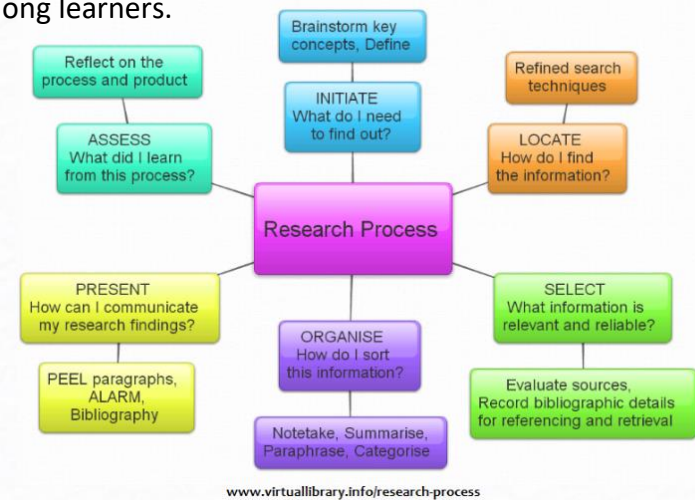 ong learners.
Brainstorm key
concepts, Define
INITIATE
What do I need
to find out?
Refined search
techniques
LOCATE
How do I find
the information?
SELECT
What information is
relevant and reliable?
Evaluate sources,
Record bibliographic details
for referencing and retrieval
ORGANISE
How do I sort
this information?
Notetake, Summarise,
Paraphrase, Categorise
PRESENT
How can I communicate
my research findings?
PEEL paragraphs,
ALARM,
Bibliography
Reflect on the
process and product
ASSESS
What did I learn
from this process?
Research Process
www.virtuallibrary.info/research-process